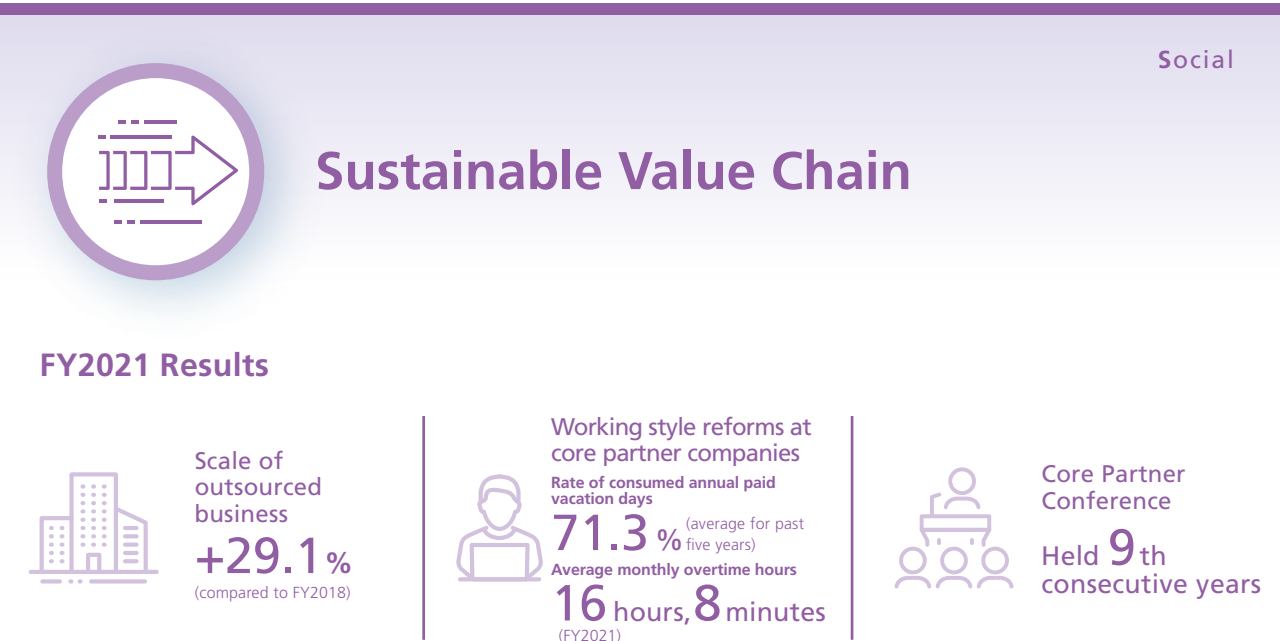 Social
Sustainable Value Chain
FY2021 Results
Scale of
outsourced
business
+29.1%
(compared to FY2018)
Working style reforms at
core partner companies
Rate of consumed annual paid
vacation days
71.3 % (average for past
five years)
Average monthly overtime hours
16 hours, 8 minutes
(FY2021)
Core Partner
Conference
Held 9 th
consecutive years